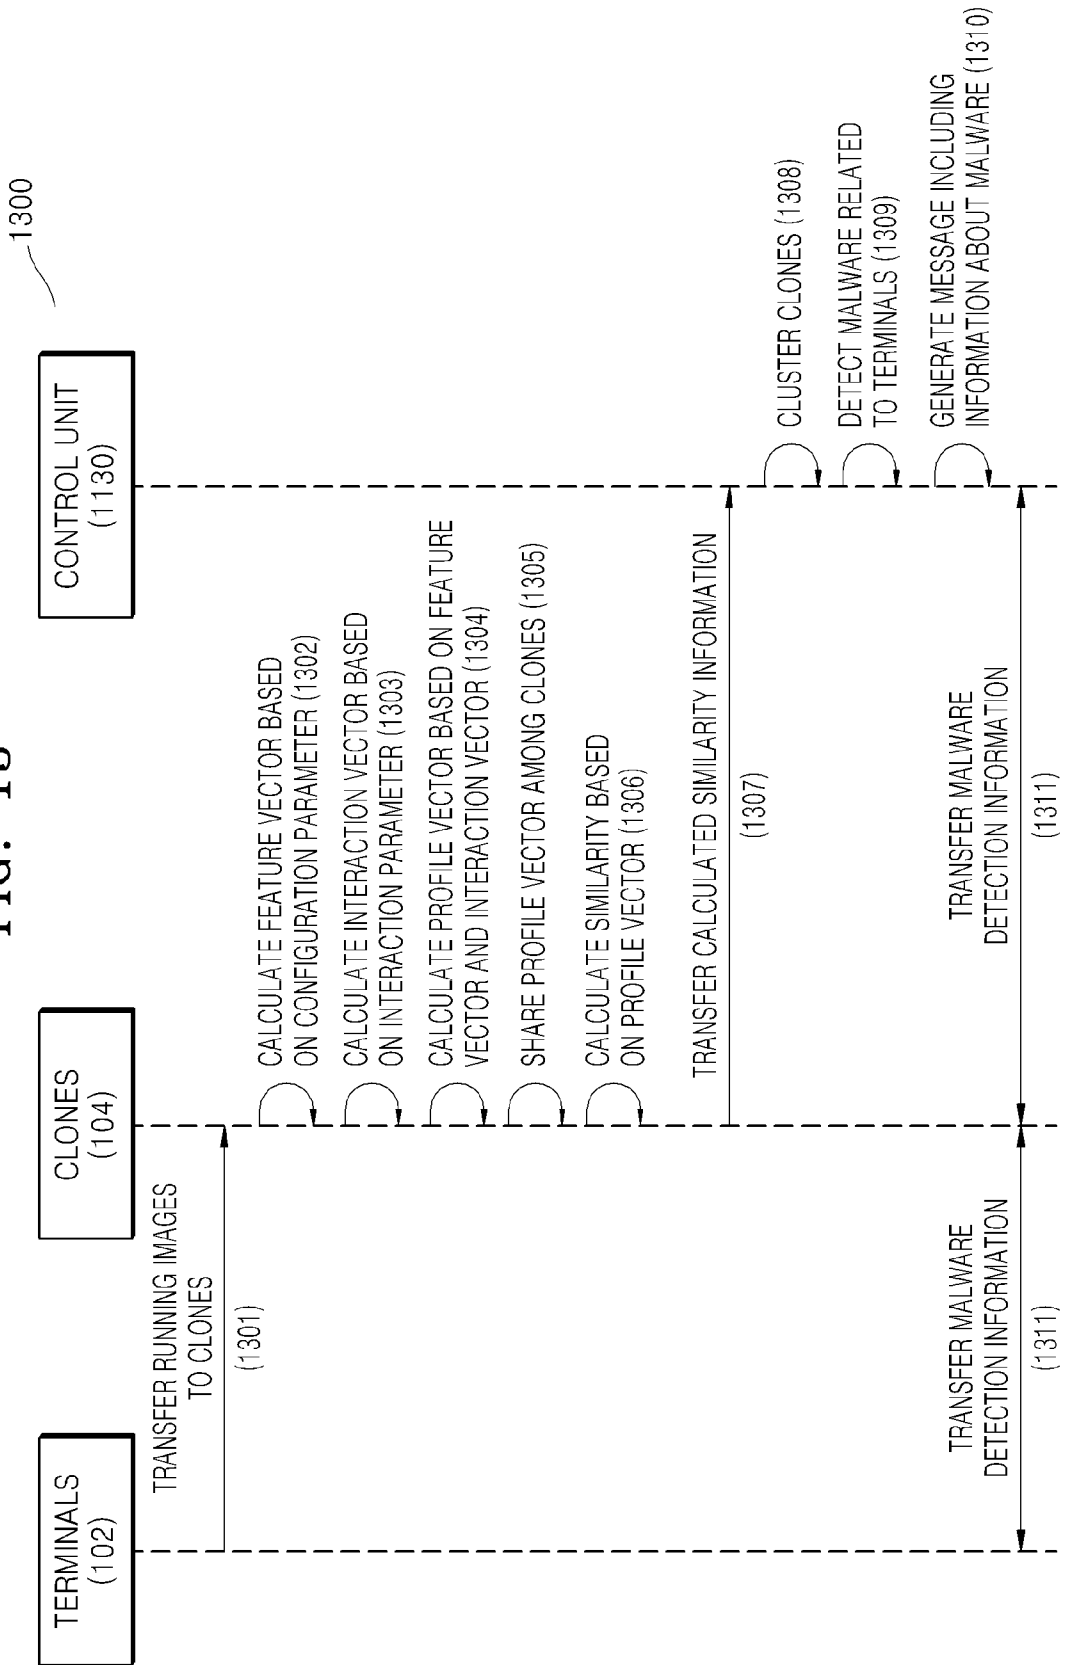 FIG. 13
1300
TERMINALS
(102)
CLONES
(104)
CONTROL UNIT
(1130)
TRANSFER RUNNING IMAGES
TO CLONES
(1301)
CALCULATE FEATURE VECTOR BASED
ON CONFIGURATION PARAMETER (1302)
CALCULATE INTERACTION VECTOR BASED
ON INTERACTION PARAMETER (1303)
CALCULATE PROFILE VECTOR BASED ON FEATURE
VECTOR AND INTERACTION VECTOR (1304)
SHARE PROFILE VECTOR AMONG CLONES (1305)
CALCULATE SIMILARITY BASED
ON PROFILE VECTOR (1306)
TRANSFER CALCULATED SIMILARITY INFORMATION
(1307)
CLUSTER CLONES (1308)
DETECT MALWARE RELATED
TO TERMINALS (1309)
GENERATE MESSAGE INCLUDING
INFORMATION ABOUT MALWARE (1310)
TRANSFER MALWARE
DETECTION INFORMATION
(1311)
TRANSFER MALWARE
DETECTION INFORMATION
(1311)